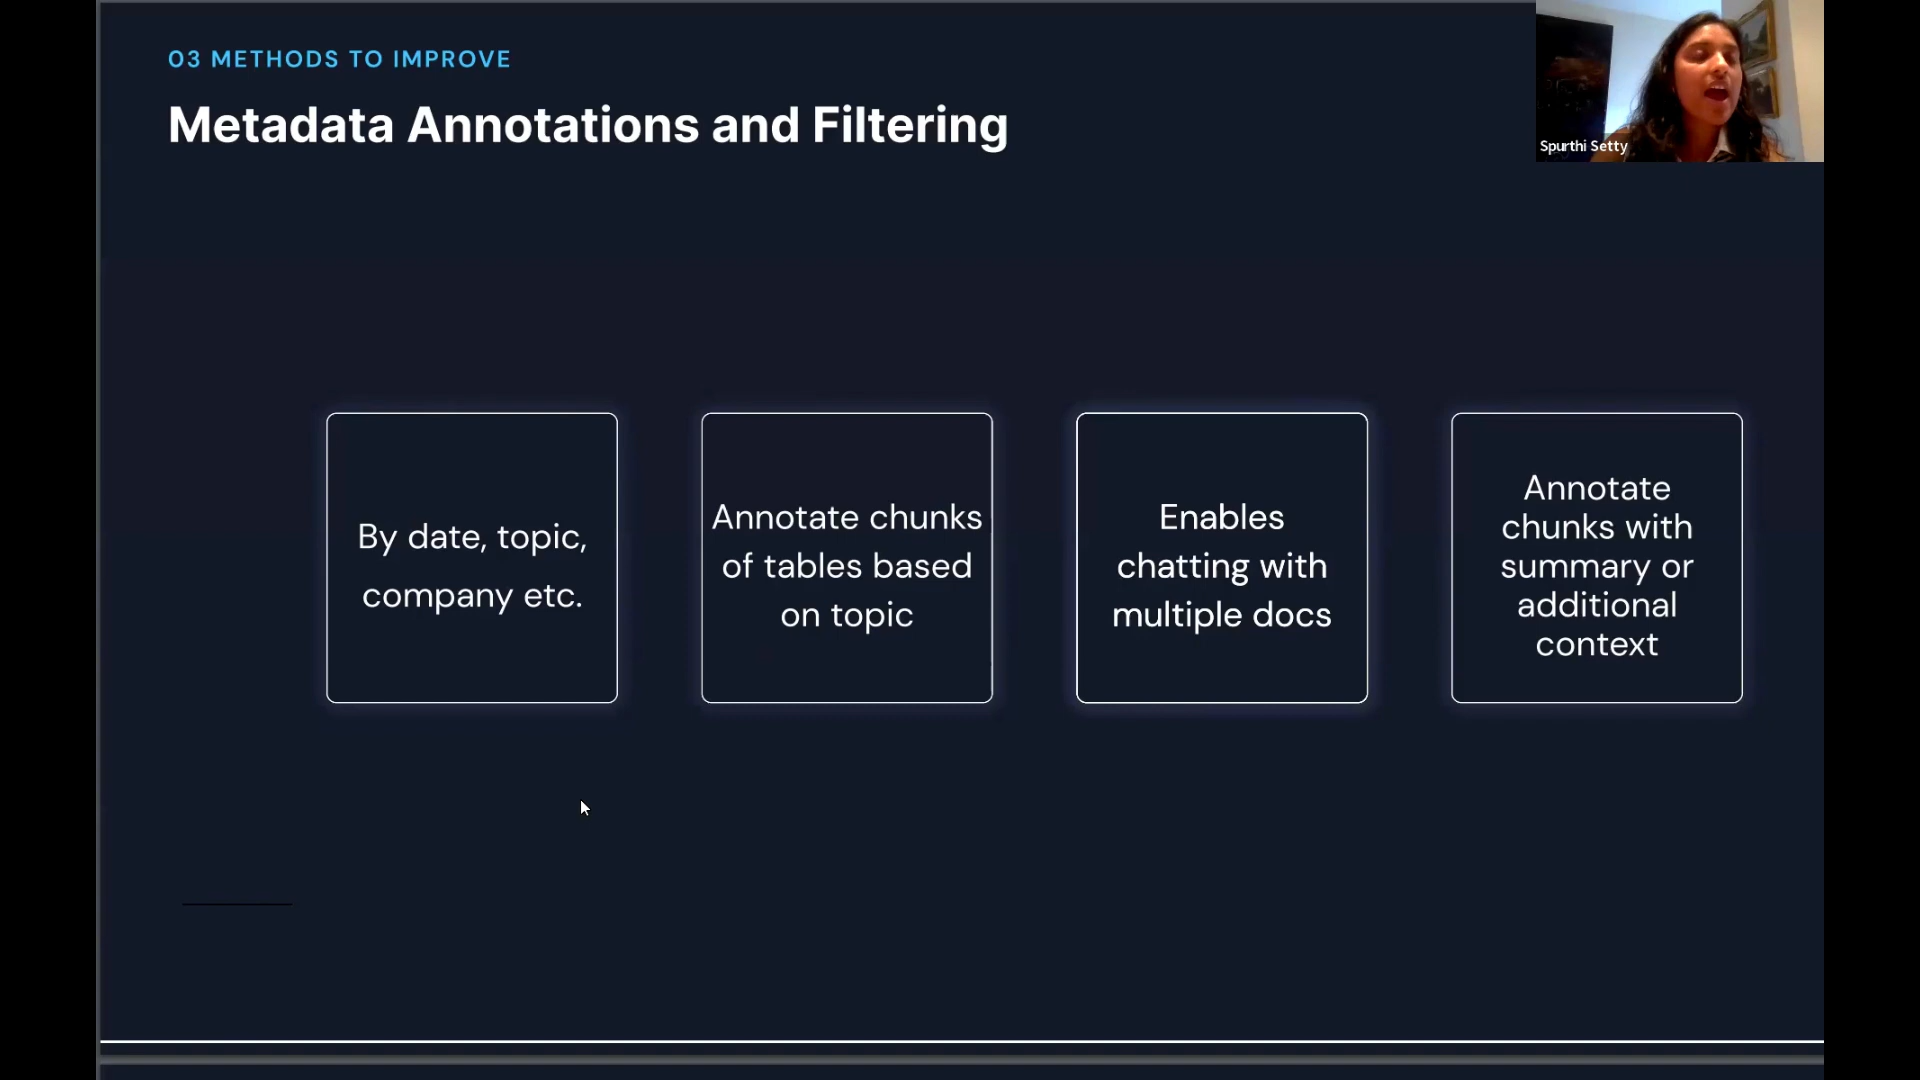 03 METHODS TO IMPROVE
Metadata Annotations and Filtering
Spurthi Setty
By date, topic,
company etc.
Annotate chunks
of tables based
on topic
Enables
chatting with
multiple docs
Annotate
chunks with
summary or
additional
context